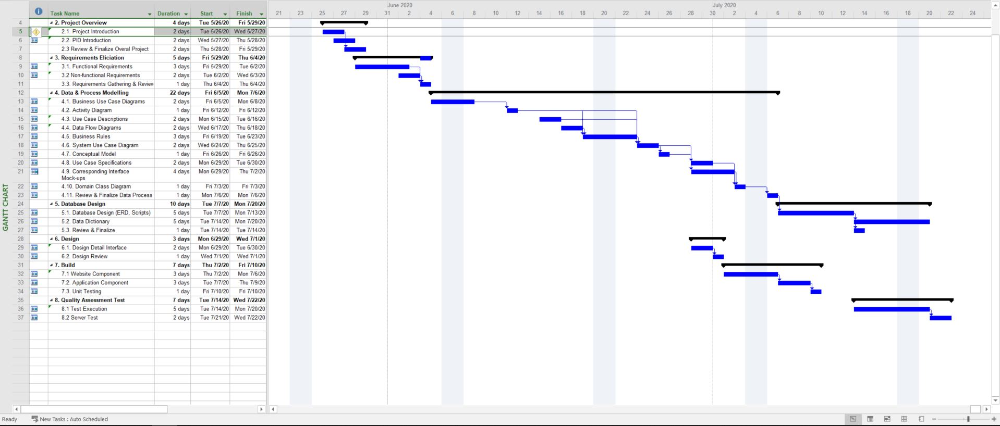 June 2020 July 2020
Task Name Duration Start Finish 21 23 25 27 29 2 4 6 8 10 12 14 16 18 20 22 24 26 28 30 2 4 6 8 10 12 14 16 18 20 22 24
4 2. Project Overview 4 days Tue 5/26/20 Fri 5/29/20
5 2.1. Project Introduction 2 days Tue 5/26/20 Wed 5/27/20
6 2.2. PID Introduction 2 days Wed 5/27/20 Thu 5/28/20
7 2.3 Review & Finalize Overal Project 2 days Thu 5/28/20 Fri 5/29/20
8 3. Requirements Eliciation 5 days Fri 5/29/20 Thu 6/4/20
9 3.1. Functional Requirements 3 days Fri 5/29/20 Tue 6/2/20
10 3.2 Non-functional Requirements 2 days Tue 6/2/20 Wed 6/3/20
11 3.3. Requirements Gathering & Review 1 day Thu 6/4/20 Thu 6/4/20
12 4. Data & Process Modelling 22 days Fri 6/5/20 Mon 7/6/20
13 4.1. Business Use Case Diagrams 2 days Fri 6/5/20 Mon 6/8/20
14 4.2. Activity Diagram 1 day Fri 6/12/20 Fri 6/12/20
15 4.3. Use Case Descriptions 2 days Mon 6/15/20 Tue 6/16/20
16 4.4. Data Flow Diagrams 2 days Wed 6/17/20 Thu 6/18/20
17 4.5. Business Rules 3 days Fri 6/19/20 Tue 6/23/20
18 4.6. System Use Case Diagram 2 days Wed 6/24/20 Thu 6/25/20
19 4.7. Conceptual Model 1 day Fri 6/26/20 Fri 6/26/20
20 4.8. Use Case Specifications 2 days Mon 6/29/20 Tue 6/30/20
21 4.9. Corresponding Interface 4 days Mon 6/29/20 Thu 7/2/20
Mock-ups
22 4.10. Domain Class Diagram 1 day Fri 7/3/20 Fri 7/3/20
23 4.11. Review & Finalize Data Process 1 day Mon 7/6/20 Mon 7/6/20
24 5. Database Design 10 days Tue 7/7/20 Mon 7/20/20
25 5.1. Database Design (ERD, Scripts) 5 days Tue 7/7/20 Mon 7/13/20
26 5.2. Data Dictionary 5 days Tue 7/14/20 Mon 7/20/20
27 5.3. Review & Finalize 1 day Tue 7/14/20 Tue 7/14/20
28 6. Design 3 days Mon 6/29/20 Wed 7/1/20
29 6.1. Design Detail Interface 2 days Mon 6/29/20 Tue 6/30/20
30 6.2. Design Review 1 day Wed 7/1/20 Wed 7/1/20
31 7. Build 7 days Thu 7/2/20 Fri 7/10/20
32 7.1 Website Component 3 days Thu 7/2/20 Mon 7/6/20
33 7.2. Application Component 3 days Tue 7/7/20 Thu 7/9/20
34 7.3. Unit Testing 1 day Fri 7/10/20 Fri 7/10/20
35 8. Quality Assessment Test 7 days Tue 7/14/20 Wed 7/22/20
36 8.1 Test Execution 5 days Tue 7/14/20 Mon 7/20/20
37 8.2 Server Test 2 days Tue 7/21/20 Wed 7/22/20
GANTT CHART
Ready New Tasks : Auto Scheduled